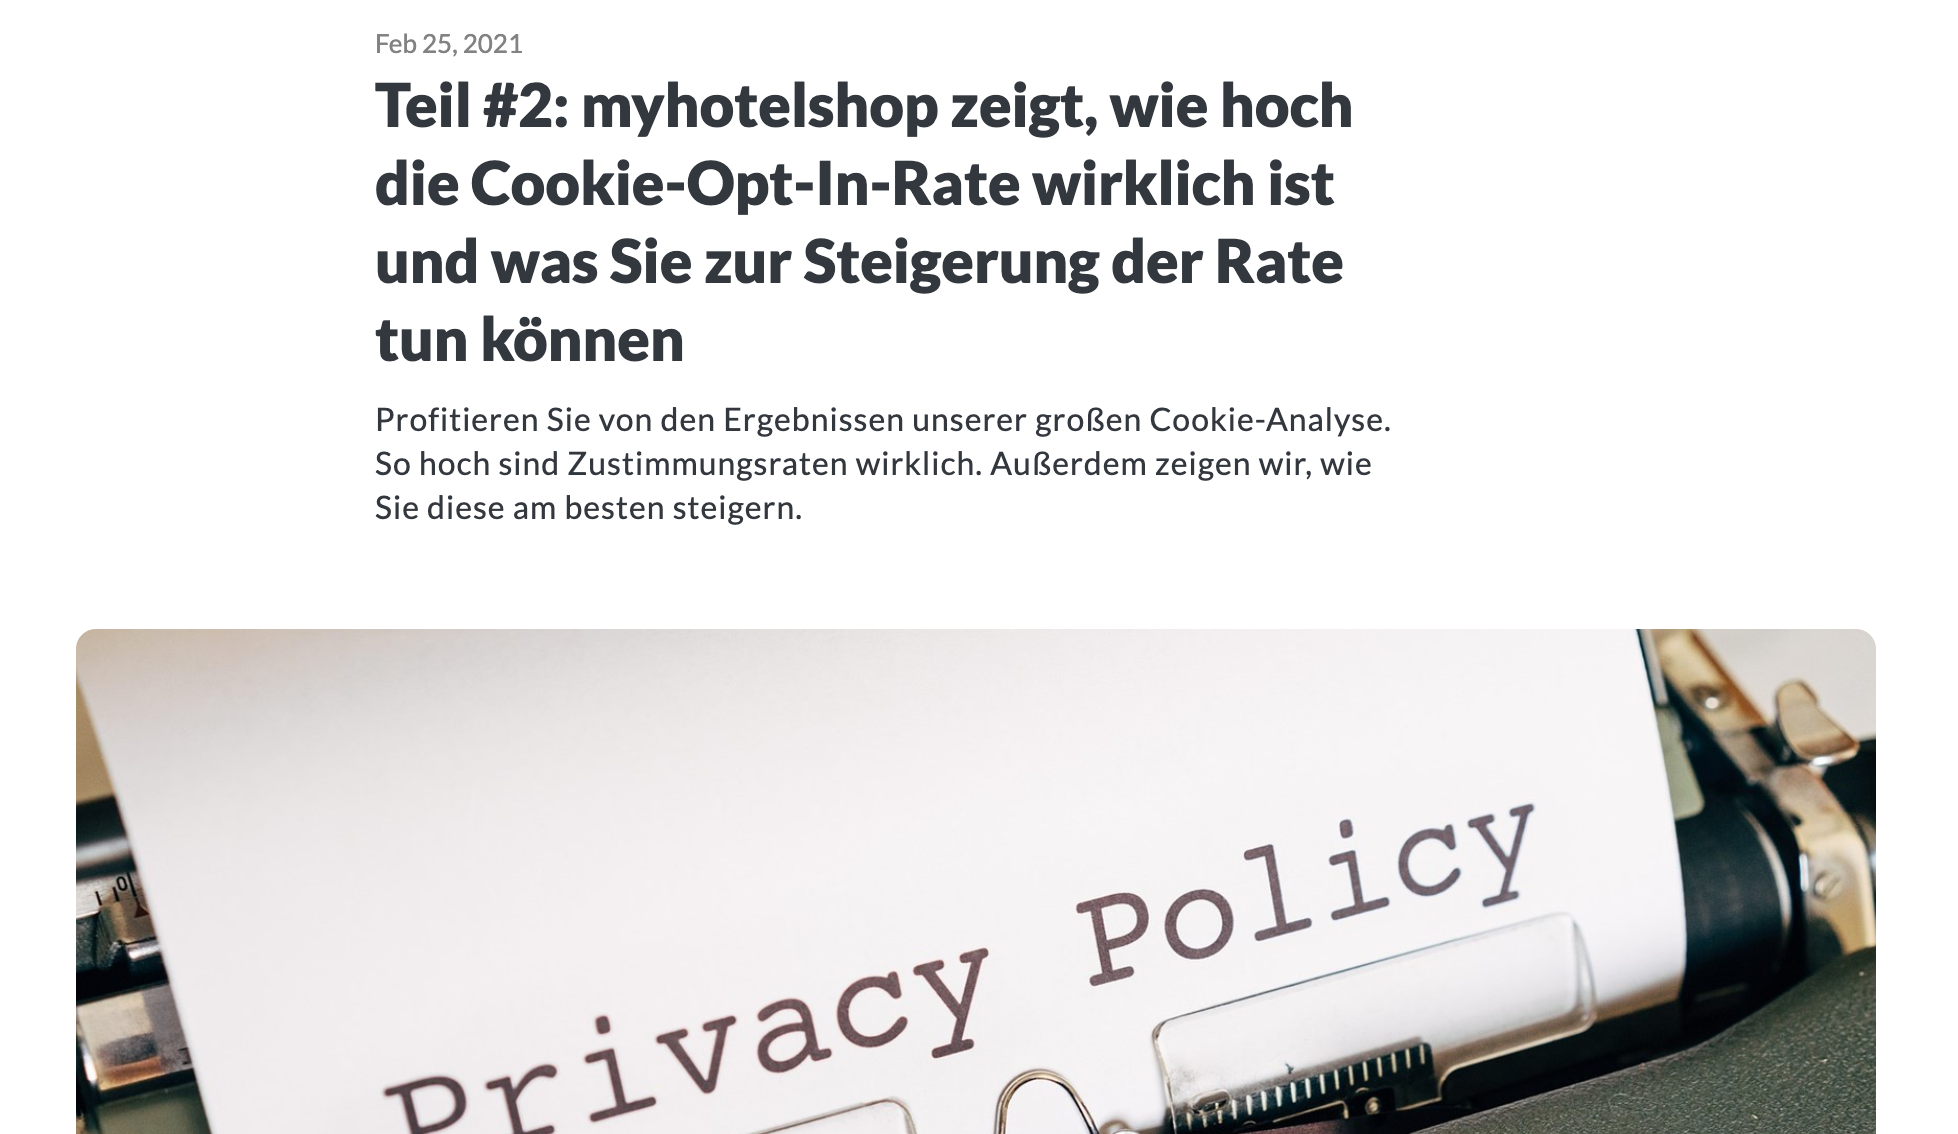 Feb 25, 2021
Teil #2: myhotelshop zeigt, wie hoch
die Cookie-Opt-In-Rate wirklich ist
und was Sie zur Steigerung der Rate
tun können
Profitieren Sie von den Ergebnissen unserer großen Cookie-Analyse.
So hoch sind Zustimmungsraten wirklich. Außerdem zeigen wir, wie
Sie diese am besten steigern.
Privacy Policy